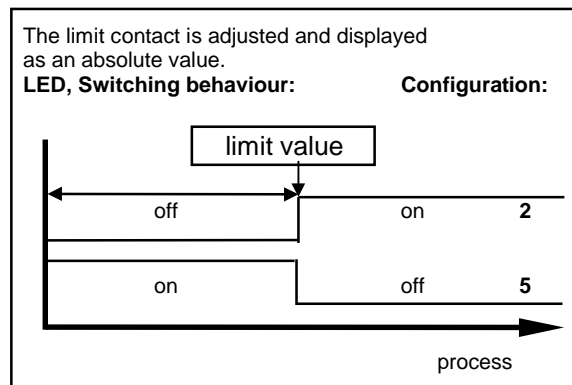 The limit contact is adjusted and displayed
as an absolute value.
LED, Switching behaviour: Configuration:
limit value
off on 2
on off 5
process